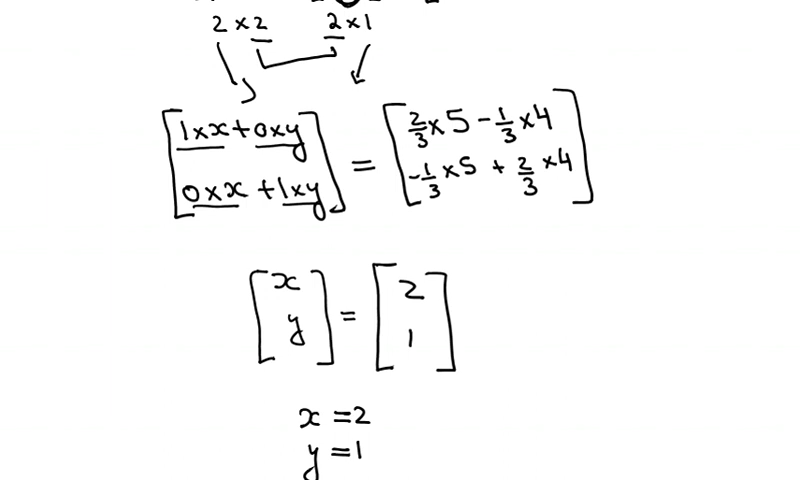 2 × 2 2 × 1
[1×x + 0×y] = [2/3 × 5 - 1/3 × 4]
[0×x + 1×y] [-1/3 × 5 + 2/3 × 4]
[x] = [2]
[y] [1]
x = 2
y = 1